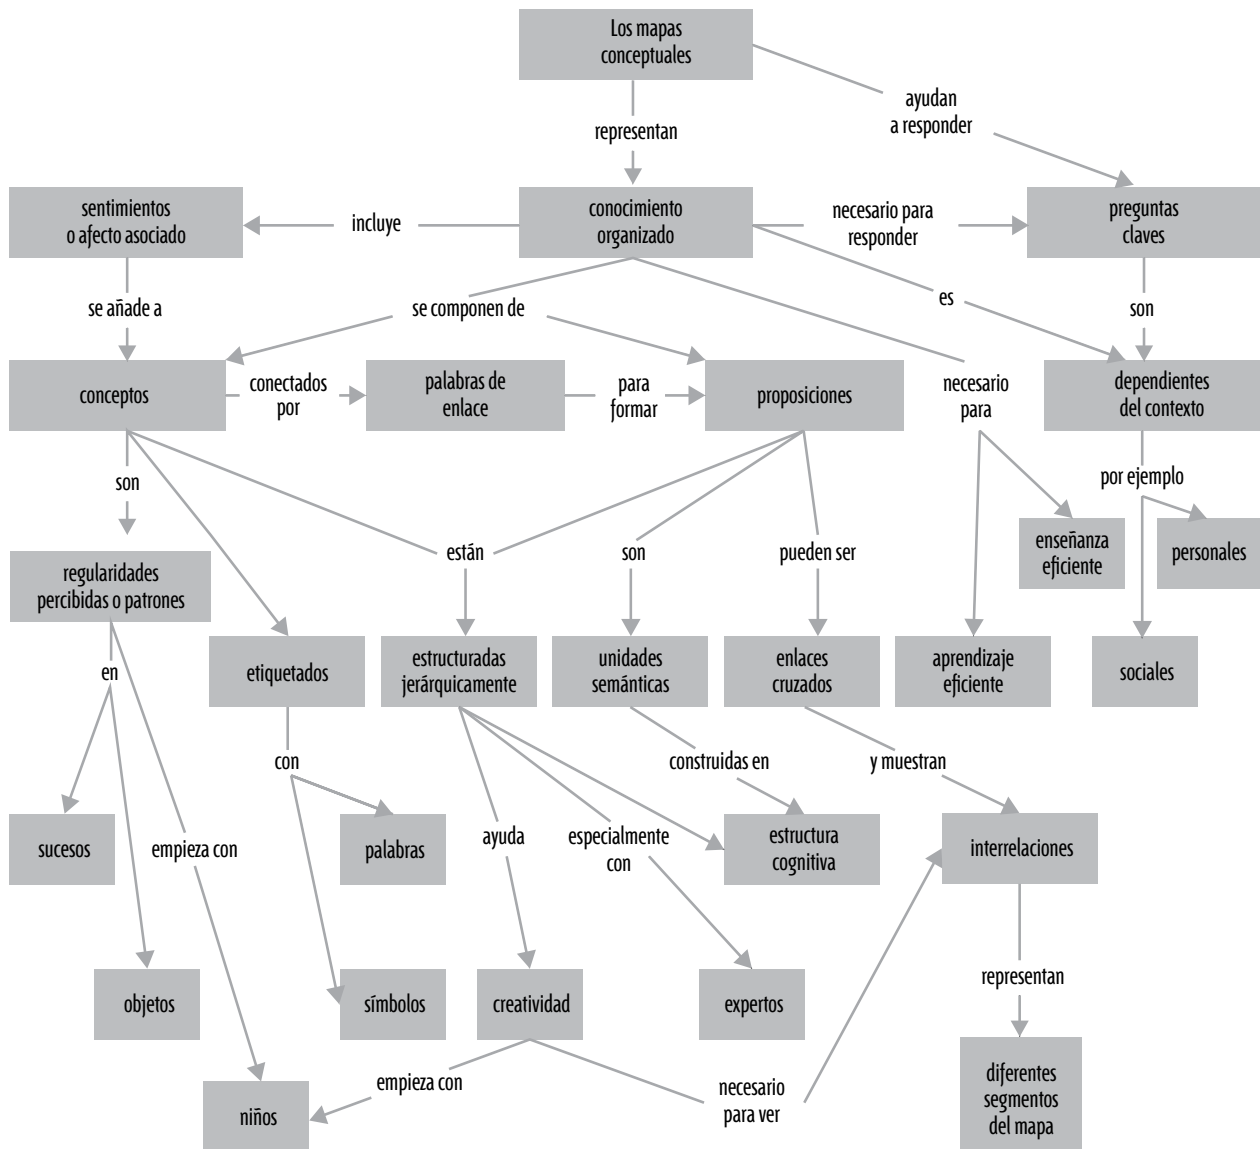 Los mapas
conceptuales
ayudan
a responder
representan
sentimientos
o afecto asociado
incluye
conocimiento
organizado
necesario para
responder
preguntas
claves
se añade a
se componen de
es
son
conceptos
conectados
por
palabras de
enlace
para
formar
proposiciones
necesario
para
dependientes
del contexto
son
por ejemplo
están
son
pueden ser
enseñanza
eficiente
personales
regularidades
percibidas o patrones
en
etiquetados
estructuradas
jerárquicamente
unidades
semánticas
enlaces
cruzados
aprendizaje
eficiente
sociales
con
construidas en
y muestran
sucesos
empieza con
palabras
ayuda
especialmente
con
estructura
cognitiva
interrelaciones
objetos
símbolos
creatividad
expertos
representan
niños
empieza con
necesario
para ver
diferentes
segmentos
del mapa